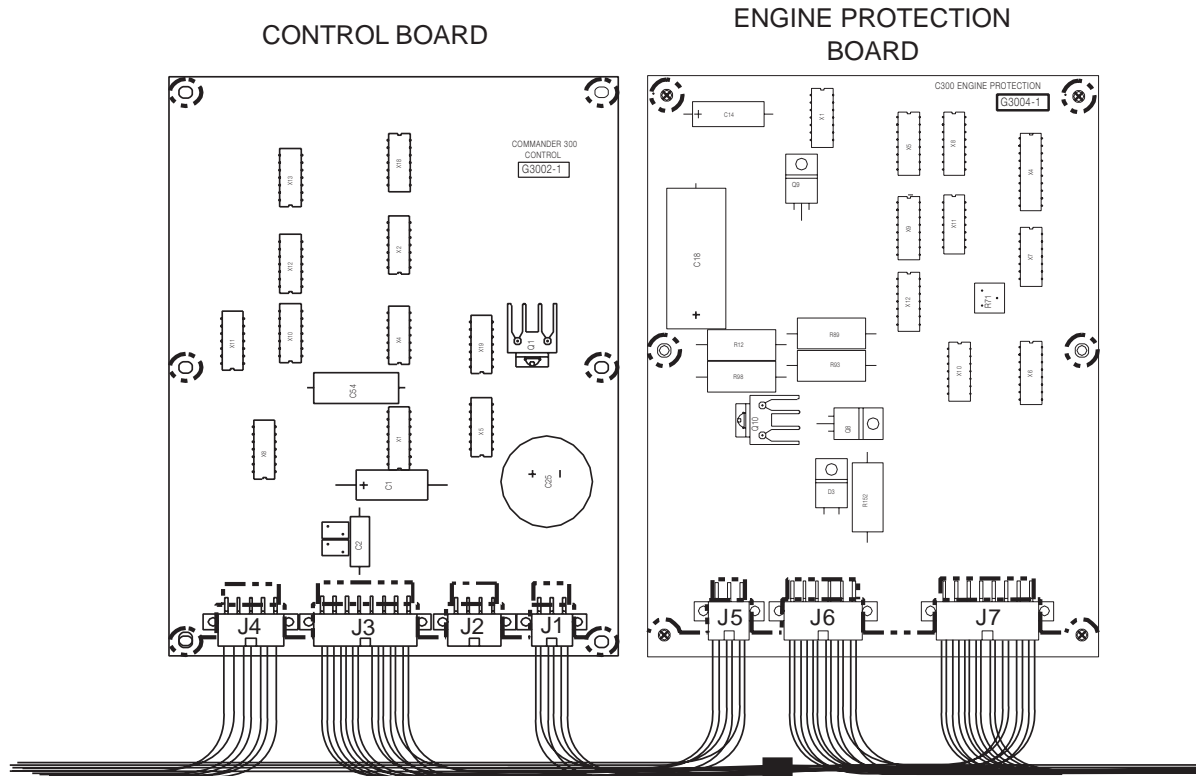 CONTROL BOARD
ENGINE PROTECTION
BOARD
COMMANDER 300
CONTROL
G3002-1
X18
X13
X2
X12
X10
X4
X11
X19
Q1
C54
X1
X5
X8
+
C1
+ −
C25
C2
J4
J3
J2
J1
C300 ENGINE PROTECTION
G3004-1
+
C14
X1
X5
X8
X4
Q9
X9
X11
X7
C18
+
X12
R71
R12
R89
R98
R93
X10
X6
Q10
Q8
D3
R152
J5
J6
J7